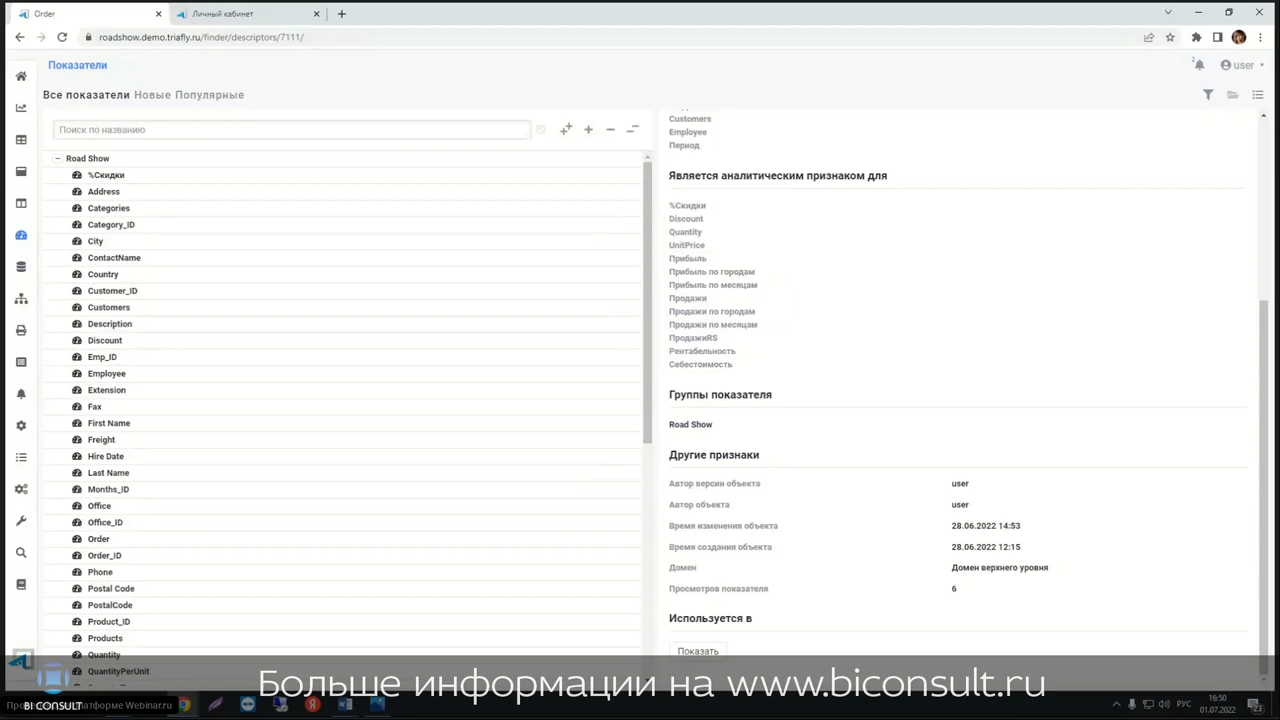 Order
Личный кабинет
roadshow.demo.triafly.ru/finder/descriptors/7111/
Показатели
2
user
Все показатели Новые Популярные
Поиск по названию
Road Show
%Скидки
Address
Categories
Category_ID
City
ContactName
Country
Customer_ID
Customers
Description
Discount
Emp_ID
Employee
Extension
Fax
First Name
Freight
Hire Date
Last Name
Months_ID
Office
Office_ID
Order
Order_ID
Phone
Postal Code
PostalCode
Product_ID
Products
Quantity
QuantityPerUnit
Customers
Employee
Период
Является аналитическим признаком для
%Скидки
Discount
Quantity
UnitPrice
Прибыль
Прибыль по городам
Прибыль по месяцам
Продажи
Продажи по городам
Продажи по месяцам
ПродажиRS
Рентабельность
Себестоимость
Группы показателя
Road Show
Другие признаки
Автор версии объекта user
Автор объекта user
Время изменения объекта 28.06.2022 14:53
Время создания объекта 28.06.2022 12:15
Домен Домен верхнего уровня
Просмотров показателя 6
Используется в
Показать
Больше информации на www.biconsult.ru
BICONSULT
платформе Webinar.ru
РУС
16:50
01.07.2022
23